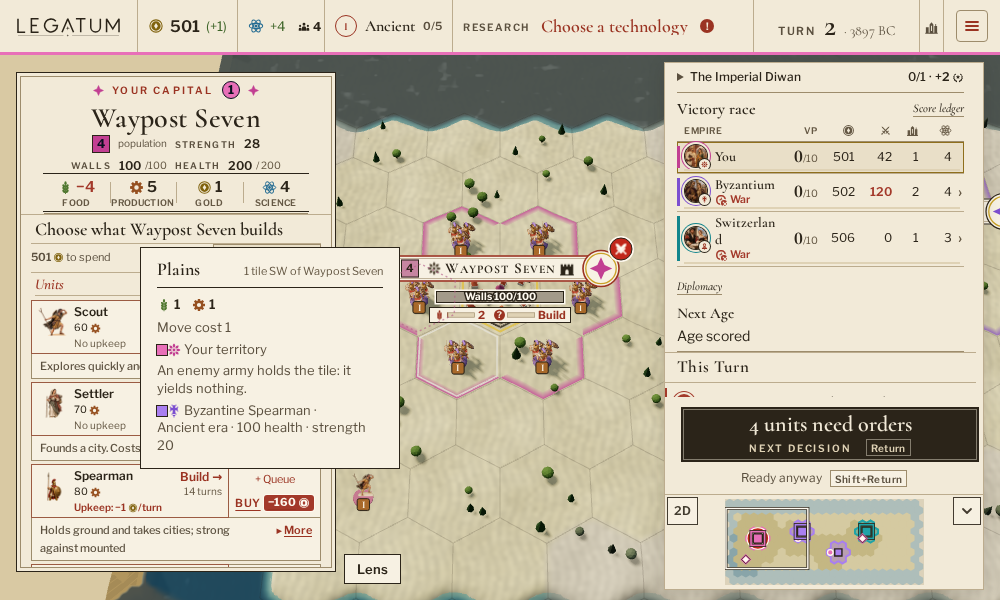 LEGATUM
501 (+1)
+4
4
I
Ancient 0/5
RESEARCH Choose a technology !
TURN 2 · 3897 BC
YOUR CAPITAL 1
Waypost Seven
4 population STRENGTH 28
WALLS 100 /100 HEALTH 200 /200
−4 5 1 4
FOOD PRODUCTION GOLD SCIENCE
Choose what Waypost Seven builds
501 to spend
Units
Scout
60
No upkeep
Explores quickly an
Settler
70
No upkeep
Founds a city. Costs
Spearman Build →
80 14 turns
Upkeep: −1 /turn
+ Queue
BUY −160
Holds ground and takes cities; strong against mounted
▸ More
Plains 1 tile SW of Waypost Seven
1 1
Move cost 1
Your territory
An enemy army holds the tile: it
yields nothing.
Byzantine Spearman ·
Ancient era · 100 health · strength
20
4 WAYPOST SEVEN
Walls 100/100
2 ? Build
I
I
I
I
I
Lens
The Imperial Diwan 0/1 · +2
Victory race Score ledger
EMPIRE VP
You 0/10 501 42 1 4
Byzantium 0/10 502 120 2 4 ›
War
Switzerlan
d 0/10 506 0 1 3 ›
War
Diplomacy
Next Age
Age scored
This Turn
4 units need orders
NEXT DECISION Return
Ready anyway Shift+Return
2D